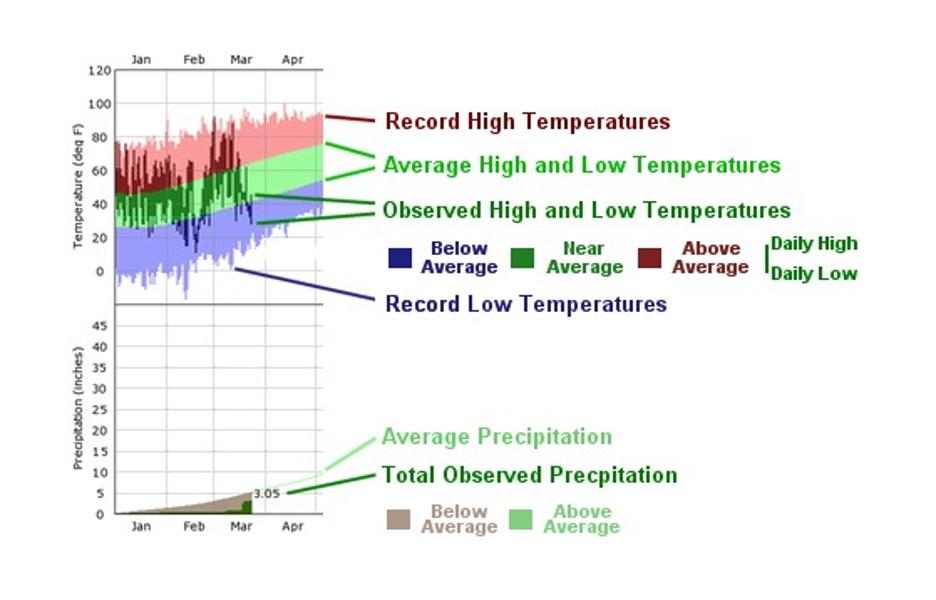 Jan Feb Mar Apr
120
100
80
60
40
20
0
Temperature (deg F)
Record High Temperatures
Average High and Low Temperatures
Observed High and Low Temperatures
Below Average
Near Average
Above Average
Daily High
Daily Low
Record Low Temperatures
45
40
35
30
25
20
15
10
5
0
Precipitation (inches)
3.05
Jan Feb Mar Apr
Average Precipitation
Total Observed Precpitation
Below Average
Above Average